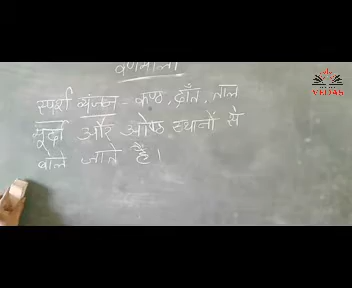 वर्णमाला
स्पर्श व्यंजन - कण्ठ, दाँत, तालु
मूर्द्धा और ओष्ठ स्थानों से
बोले जाते हैं।
VEDAS